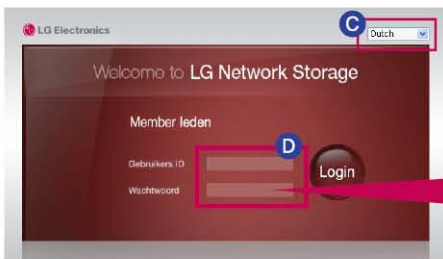 C
LG Electronics
Dutch
Welcome to LG Network Storage
Member leden
D
Gebruikers ID
Login
Wachtwoord